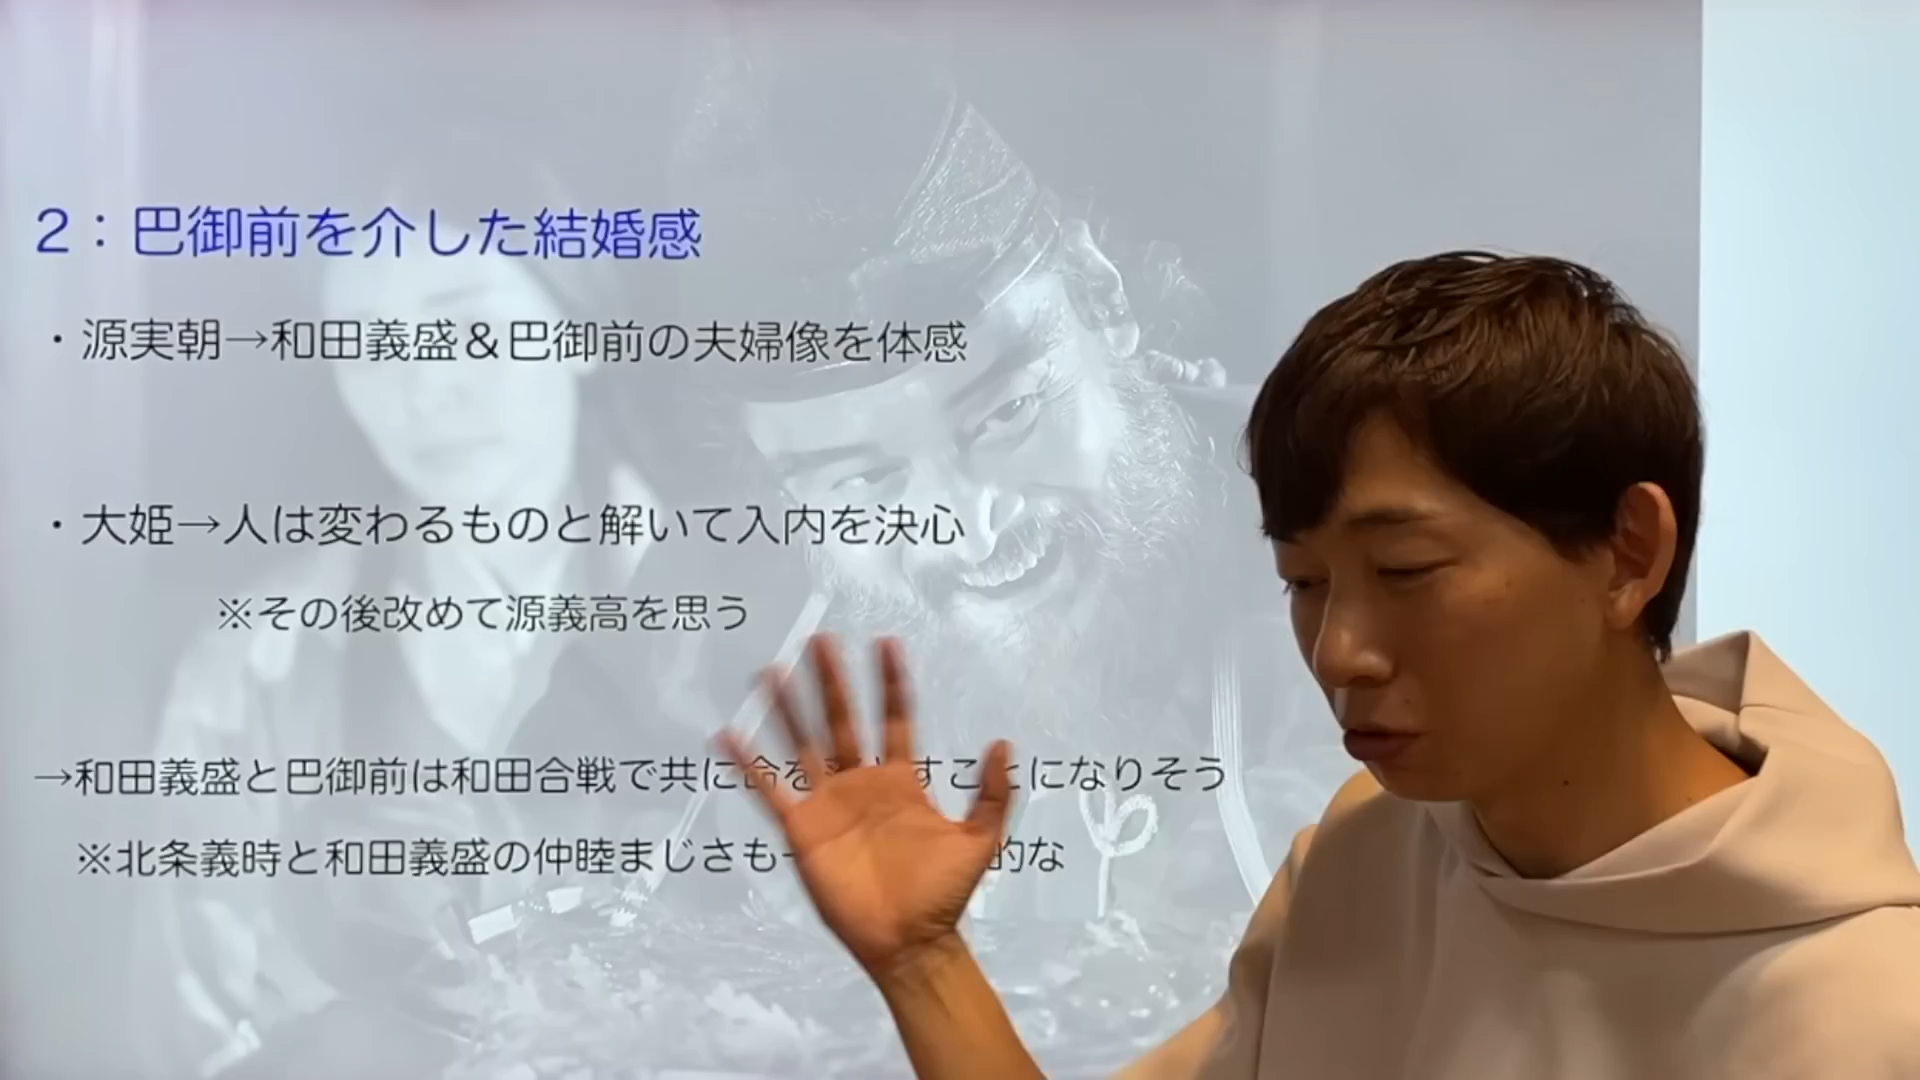 2：巴御前を介した結婚感
・源実朝→和田義盛＆巴御前の夫婦像を体感
・大姫→人は変わるものと解いて入内を決心
※その後改めて源義高を思う
→和田義盛と巴御前は和田合戦で共に命を すことになりそう
※北条義時と和田義盛の仲睦まじさも 的な